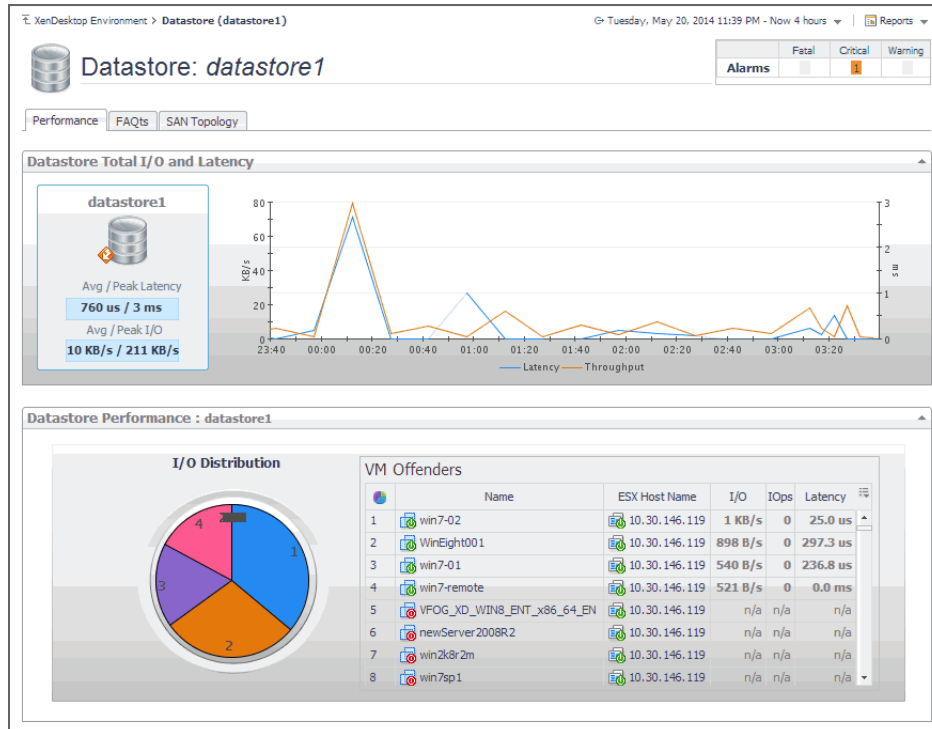 XenDesktop Environment > Datastore (datastore1)
Tuesday, May 20, 2014 11:39 PM - Now 4 hours
Reports
Datastore: datastore1
Fatal Critical Warning
Alarms 1
Performance FAQts SAN Topology
Datastore Total I/O and Latency
datastore1
Avg / Peak Latency
760 us / 3 ms
Avg / Peak I/O
10 KB/s / 211 KB/s
80
60
40
20
0
KB/s
3
2
1
0
ms
23:40 00:00 00:20 00:40 01:00 01:20 01:40 02:00 02:20 02:40 03:00 03:20
Latency Throughput
Datastore Performance : datastore1
I/O Distribution
1
2
3
4
VM Offenders
Name ESX Host Name I/O IOps Latency
1 win7-02 10.30.146.119 1 KB/s 0 25.0 us
2 WinEight001 10.30.146.119 898 B/s 0 297.3 us
3 win7-01 10.30.146.119 540 B/s 0 236.8 us
4 win7-remote 10.30.146.119 521 B/s 0 0.0 ms
5 VFOG_XD_WIN8_ENT_x86_64_EN 10.30.146.119 n/a n/a n/a
6 newServer2008R2 10.30.146.119 n/a n/a n/a
7 win2k8r2m 10.30.146.119 n/a n/a n/a
8 win7sp1 10.30.146.119 n/a n/a n/a